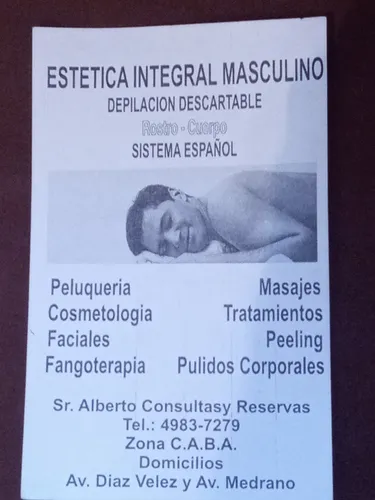 ESTETICA INTEGRAL MASCULINO
DEPILACION DESCARTABLE
Rostro - Cuerpo
SISTEMA ESPAÑOL
Peluqueria Masajes
Cosmetologia Tratamientos
Faciales Peeling
Fangoterapia Pulidos Corporales
Sr. Alberto Consultasy Reservas
Tel.: 4983-7279
Zona C.A.B.A.
Domicilios
Av. Diaz Velez y Av. Medrano